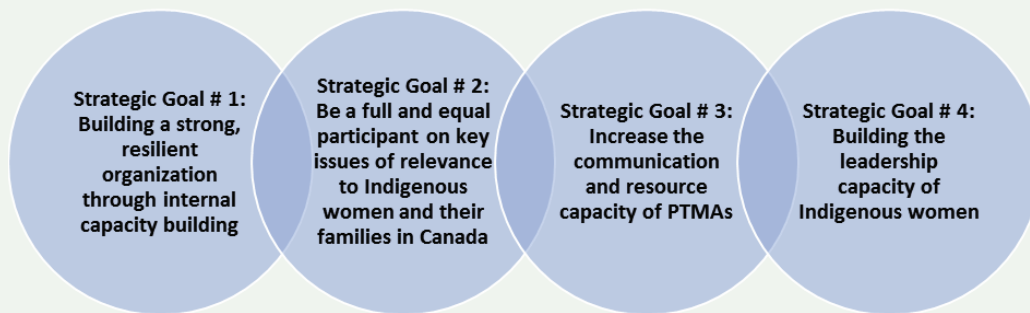 Strategic Goal # 1:
Building a strong,
resilient
organization
through internal
capacity building
Strategic Goal # 2:
Be a full and equal
participant on key
issues of relevance
to Indigenous
women and their
families in Canada
Strategic Goal # 3:
Increase the
communication
and resource
capacity of PTMAs
Strategic Goal # 4:
Building the
leadership
capacity of
Indigenous women